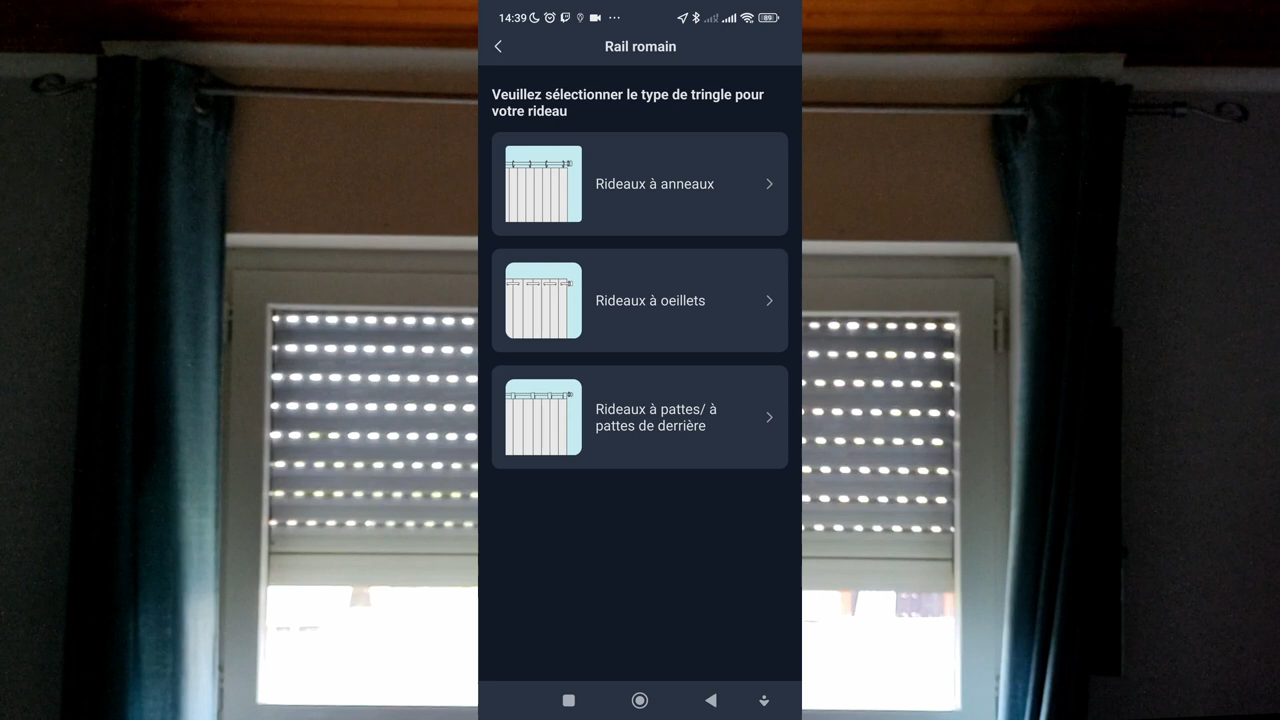 14:39
89
Rail romain
Veuillez sélectionner le type de tringle pour
votre rideau
Rideaux à anneaux
Rideaux à oeillets
Rideaux à pattes/ à
pattes de derrière